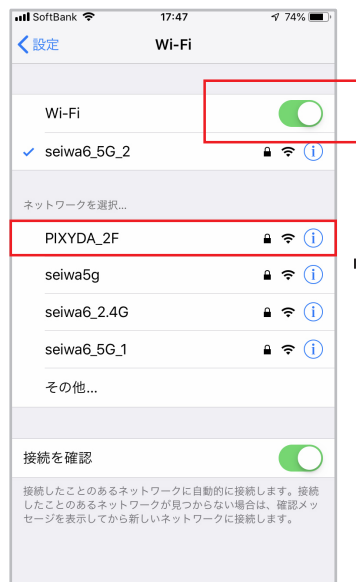 SoftBank 17:47 74%
設定 Wi-Fi
Wi-Fi
seiwa6_5G_2
ネットワークを選択...
PIXYDA_2F
seiwa5g
seiwa6_2.4G
seiwa6_5G_1
その他...
接続を確認
接続したことのあるネットワークに自動的に接続します。接続
したことのあるネットワークが見つからない場合は、確認メッ
セージを表示してから新しいネットワークに接続します。